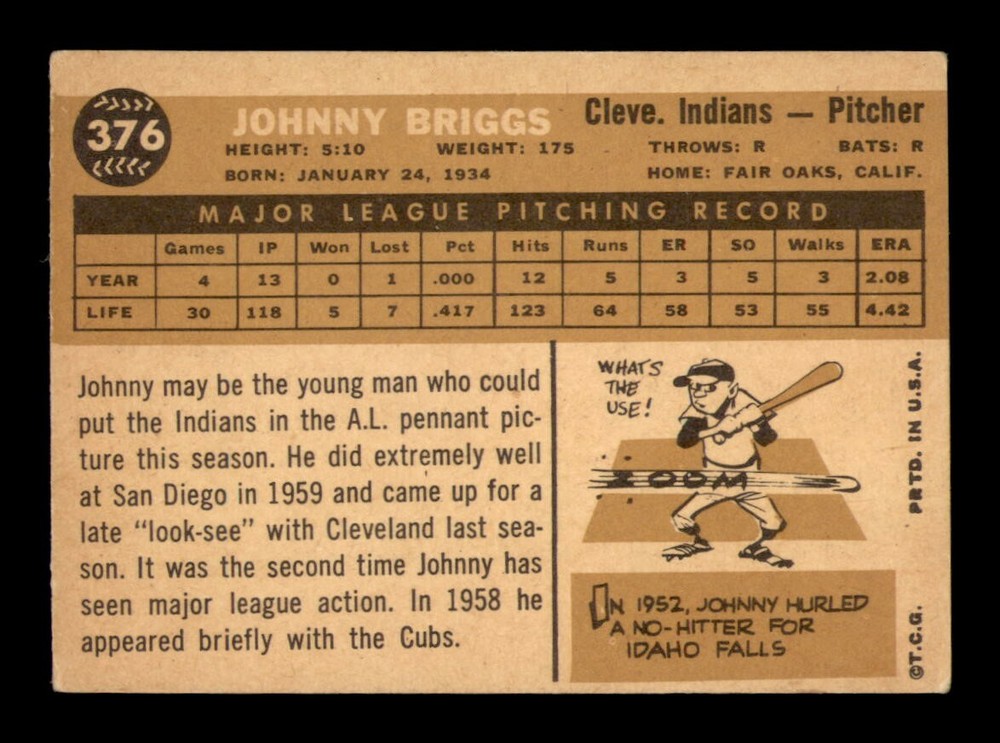 376
JOHNNY BRIGGS
Cleve. Indians — Pitcher
HEIGHT: 5:10 WEIGHT: 175 THROWS: R BATS: R
BORN: JANUARY 24, 1934 HOME: FAIR OAKS, CALIF.
MAJOR LEAGUE PITCHING RECORD
Games IP Won Lost Pct Hits Runs ER SO Walks ERA
YEAR 4 13 0 1 .000 12 5 3 5 3 2.08
LIFE 30 118 5 7 .417 123 64 58 53 55 4.42
Johnny may be the young man who could
put the Indians in the A.L. pennant pic-
ture this season. He did extremely well
at San Diego in 1959 and came up for a
late “look-see” with Cleveland last sea-
son. It was the second time Johnny has
seen major league action. In 1958 he
appeared briefly with the Cubs.
WHAT'S
THE
USE!
ZOOM
IN 1952, JOHNNY HURLED
A NO-HITTER FOR
IDAHO FALLS
PRTD. IN U.S.A.
©T.C.G.